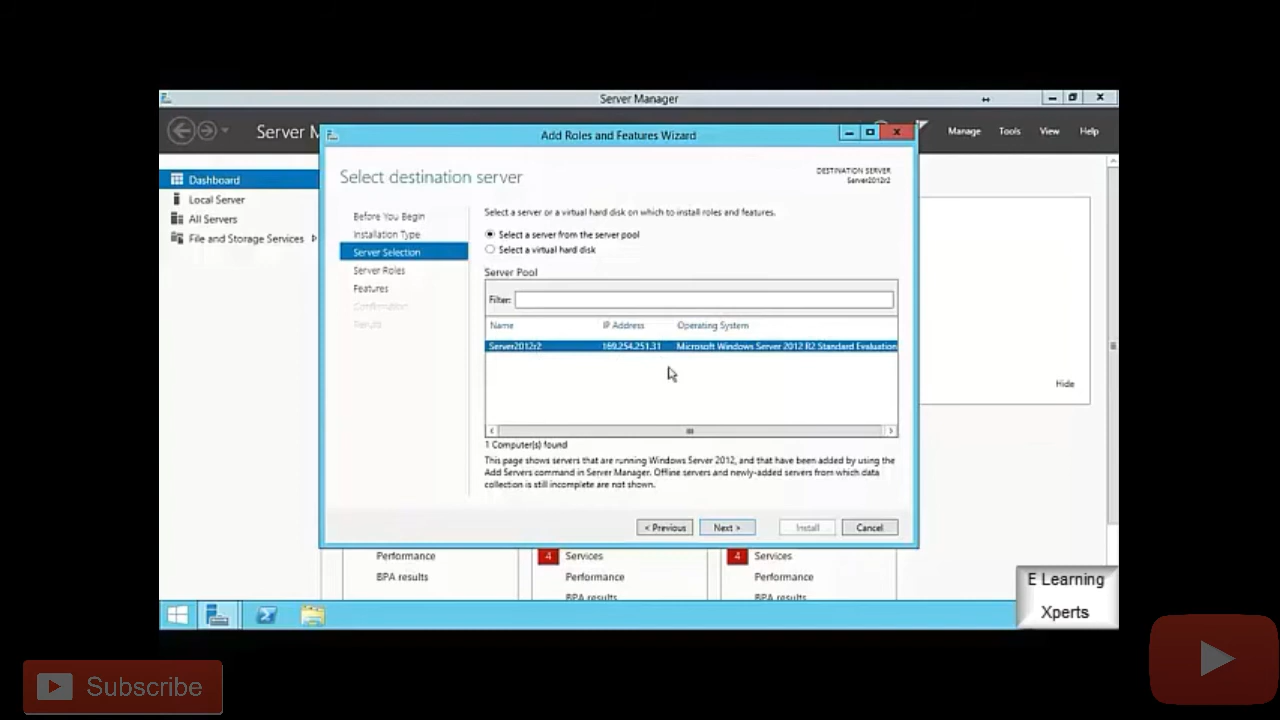 Server Manager
Server M
Manage
Tools
View
Help
Add Roles and Features Wizard
Dashboard
Local Server
All Servers
File and Storage Services
Select destination server
DESTINATION SERVER
Server2012r2
Before You Begin
Installation Type
Server Selection
Server Roles
Features
Confirmation
Results
Select a server or a virtual hard disk on which to install roles and features.
Select a server from the server pool
Select a virtual hard disk
Server Pool
Filter:
Name IP Address Operating System
Server2012r2 169.254.251.31 Microsoft Windows Server 2012 R2 Standard Evaluation
1 Computer(s) found
This page shows servers that are running Windows Server 2012, and that have been added by using the
Add Servers command in Server Manager. Offline servers and newly-added servers from which data
collection is still incomplete are not shown.
< Previous
Next >
Install
Cancel
Hide
Performance
BPA results
4 Services
Performance
BPA results
4 Services
Performance
BPA results
E Learning
Xperts
Subscribe